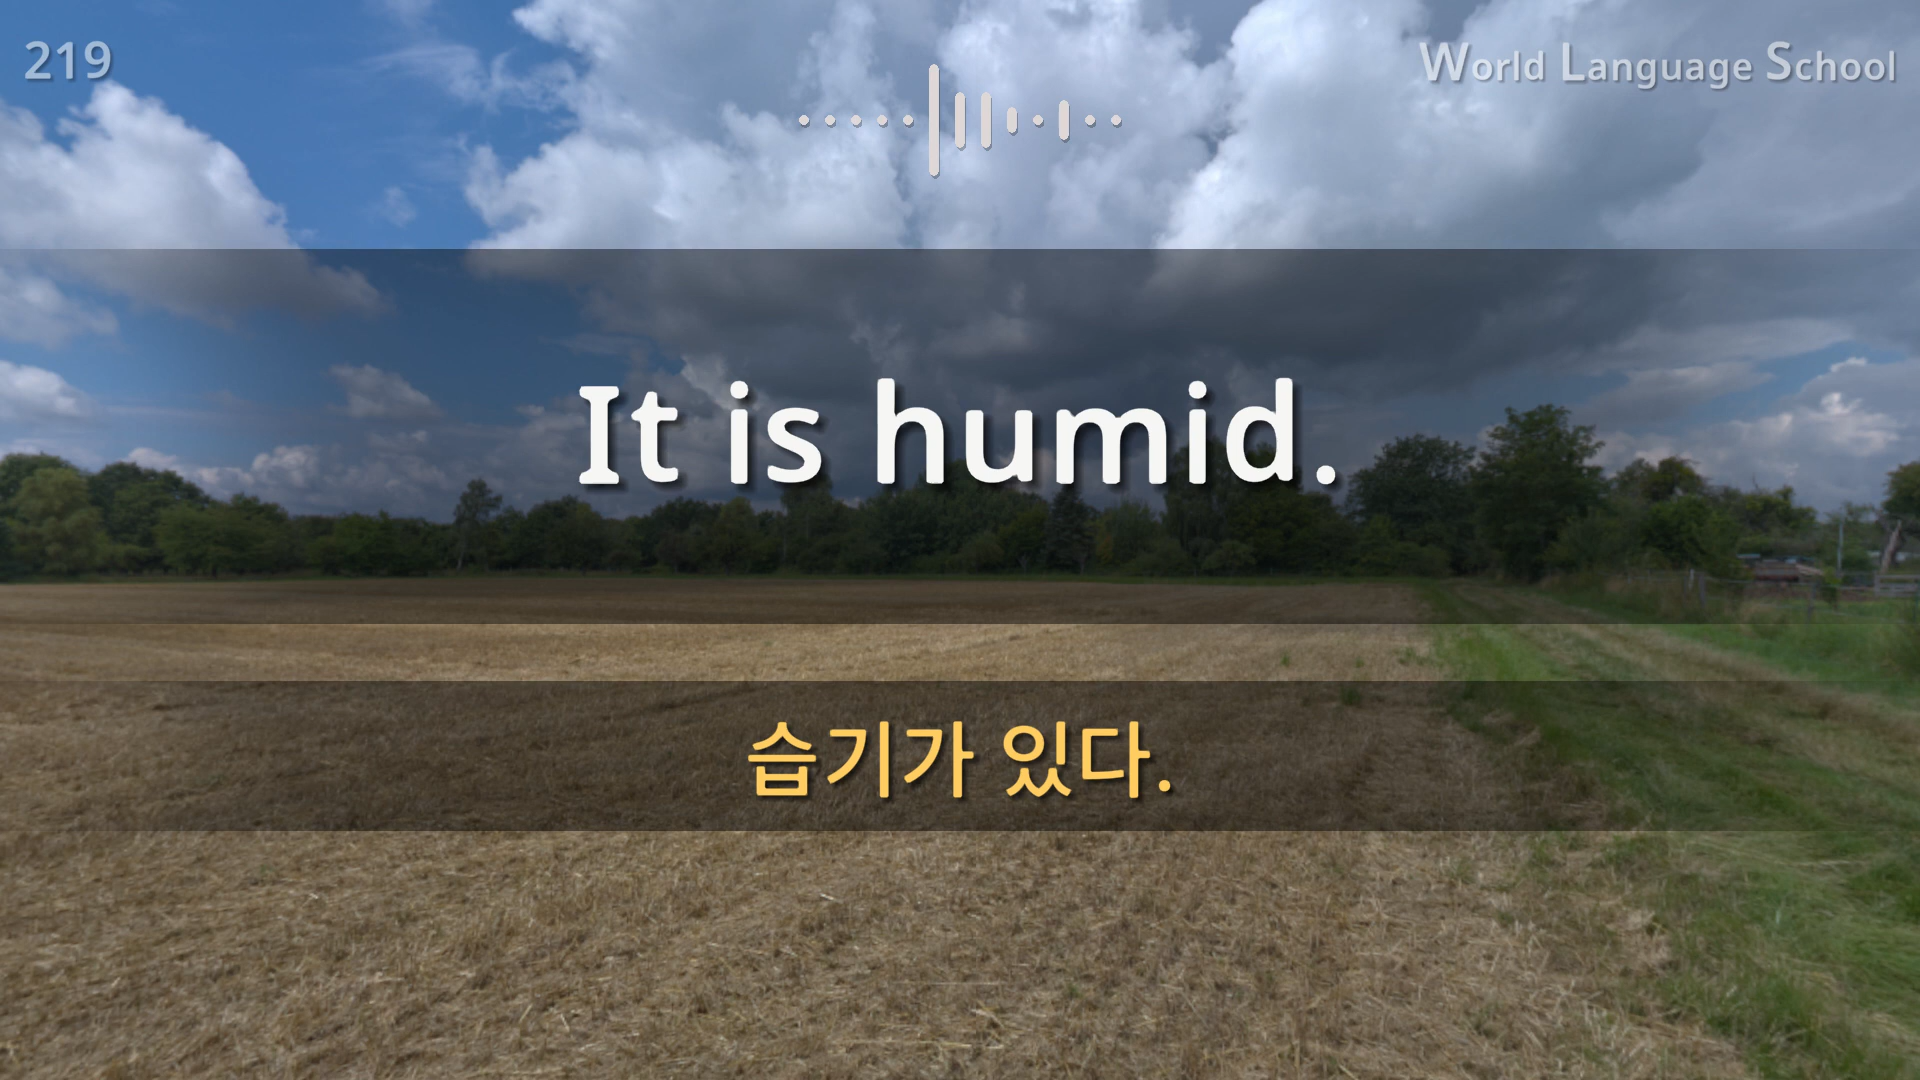 219
World Language School
It is humid.
습기가 있다.